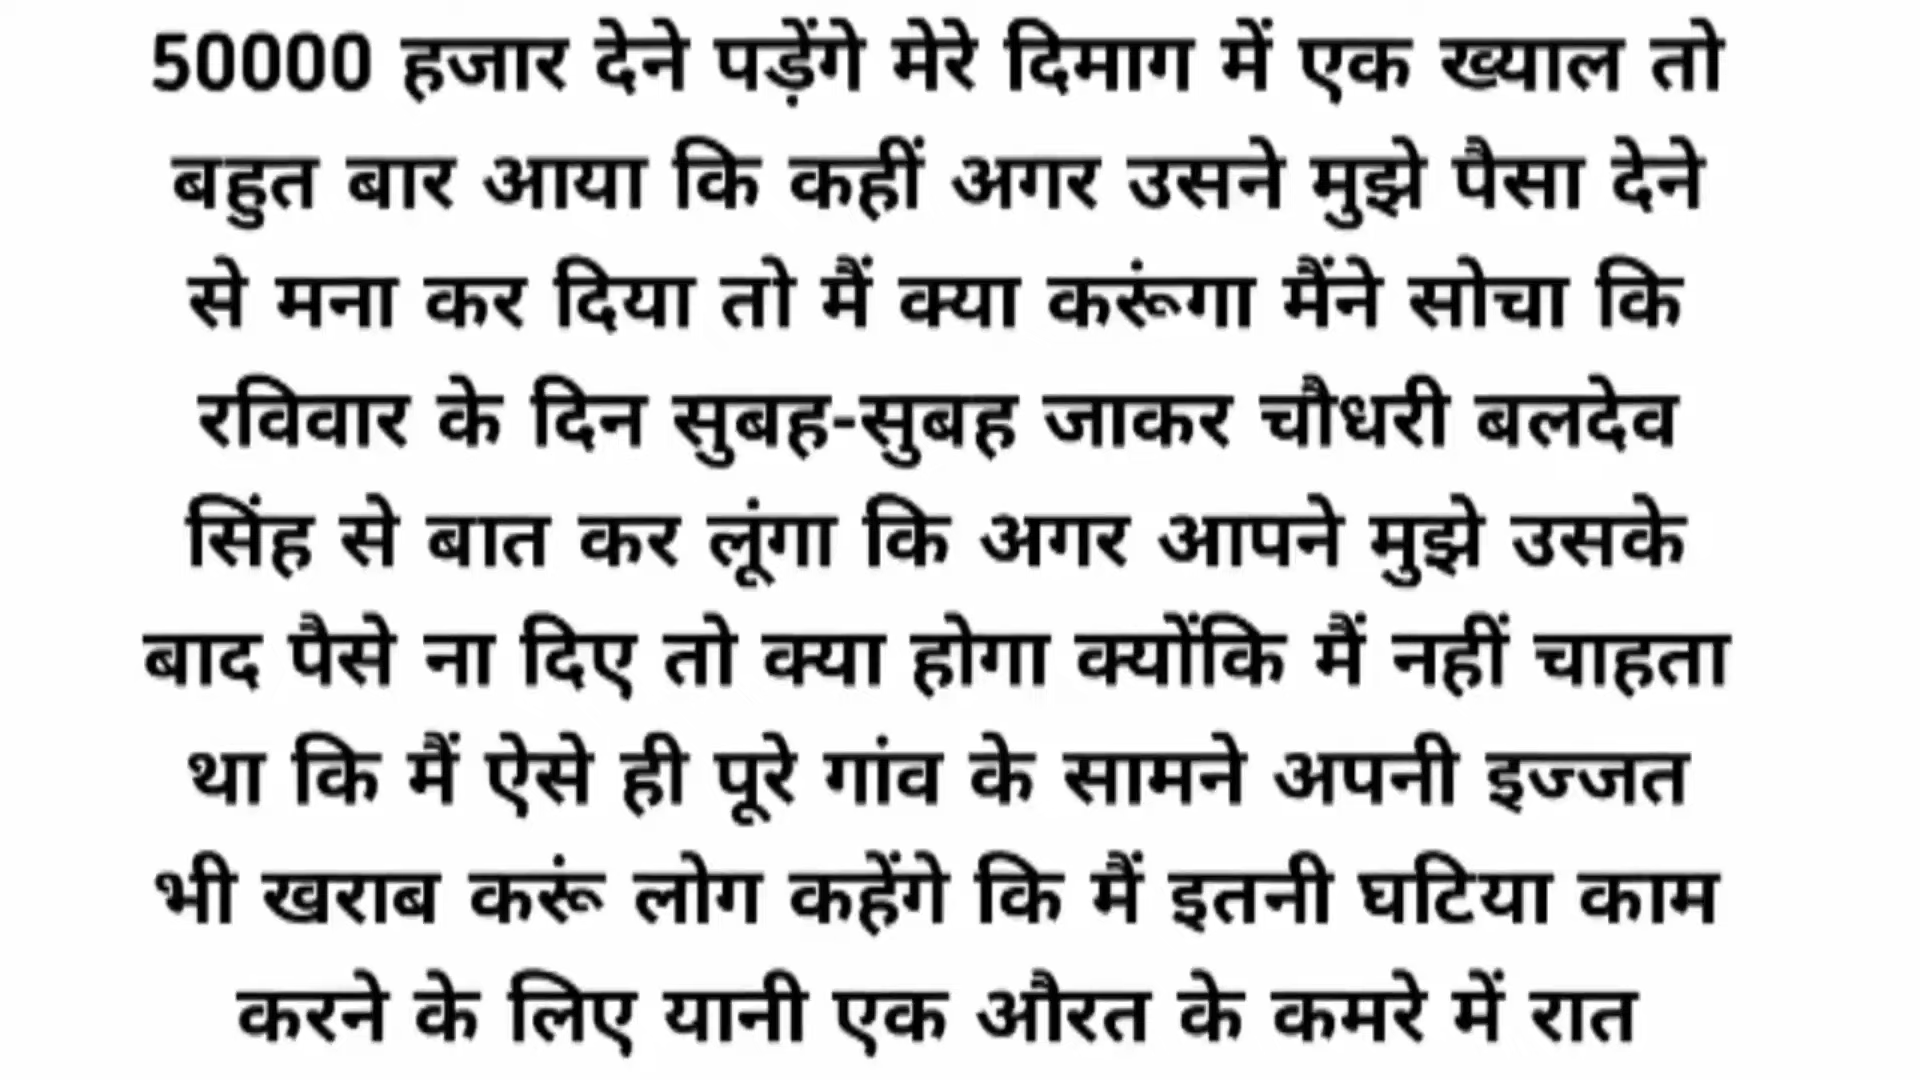 50000 हजार देने पड़ेंगे मेरे दिमाग में एक ख्याल तो
बहुत बार आया कि कहीं अगर उसने मुझे पैसा देने
से मना कर दिया तो मैं क्या करूंगा मैंने सोचा कि
रविवार के दिन सुबह-सुबह जाकर चौधरी बलदेव
सिंह से बात कर लूंगा कि अगर आपने मुझे उसके
बाद पैसे ना दिए तो क्या होगा क्योंकि मैं नहीं चाहता
था कि मैं ऐसे ही पूरे गांव के सामने अपनी इज्जत
भी खराब करूं लोग कहेंगे कि मैं इतनी घटिया काम
करने के लिए यानी एक औरत के कमरे में रात